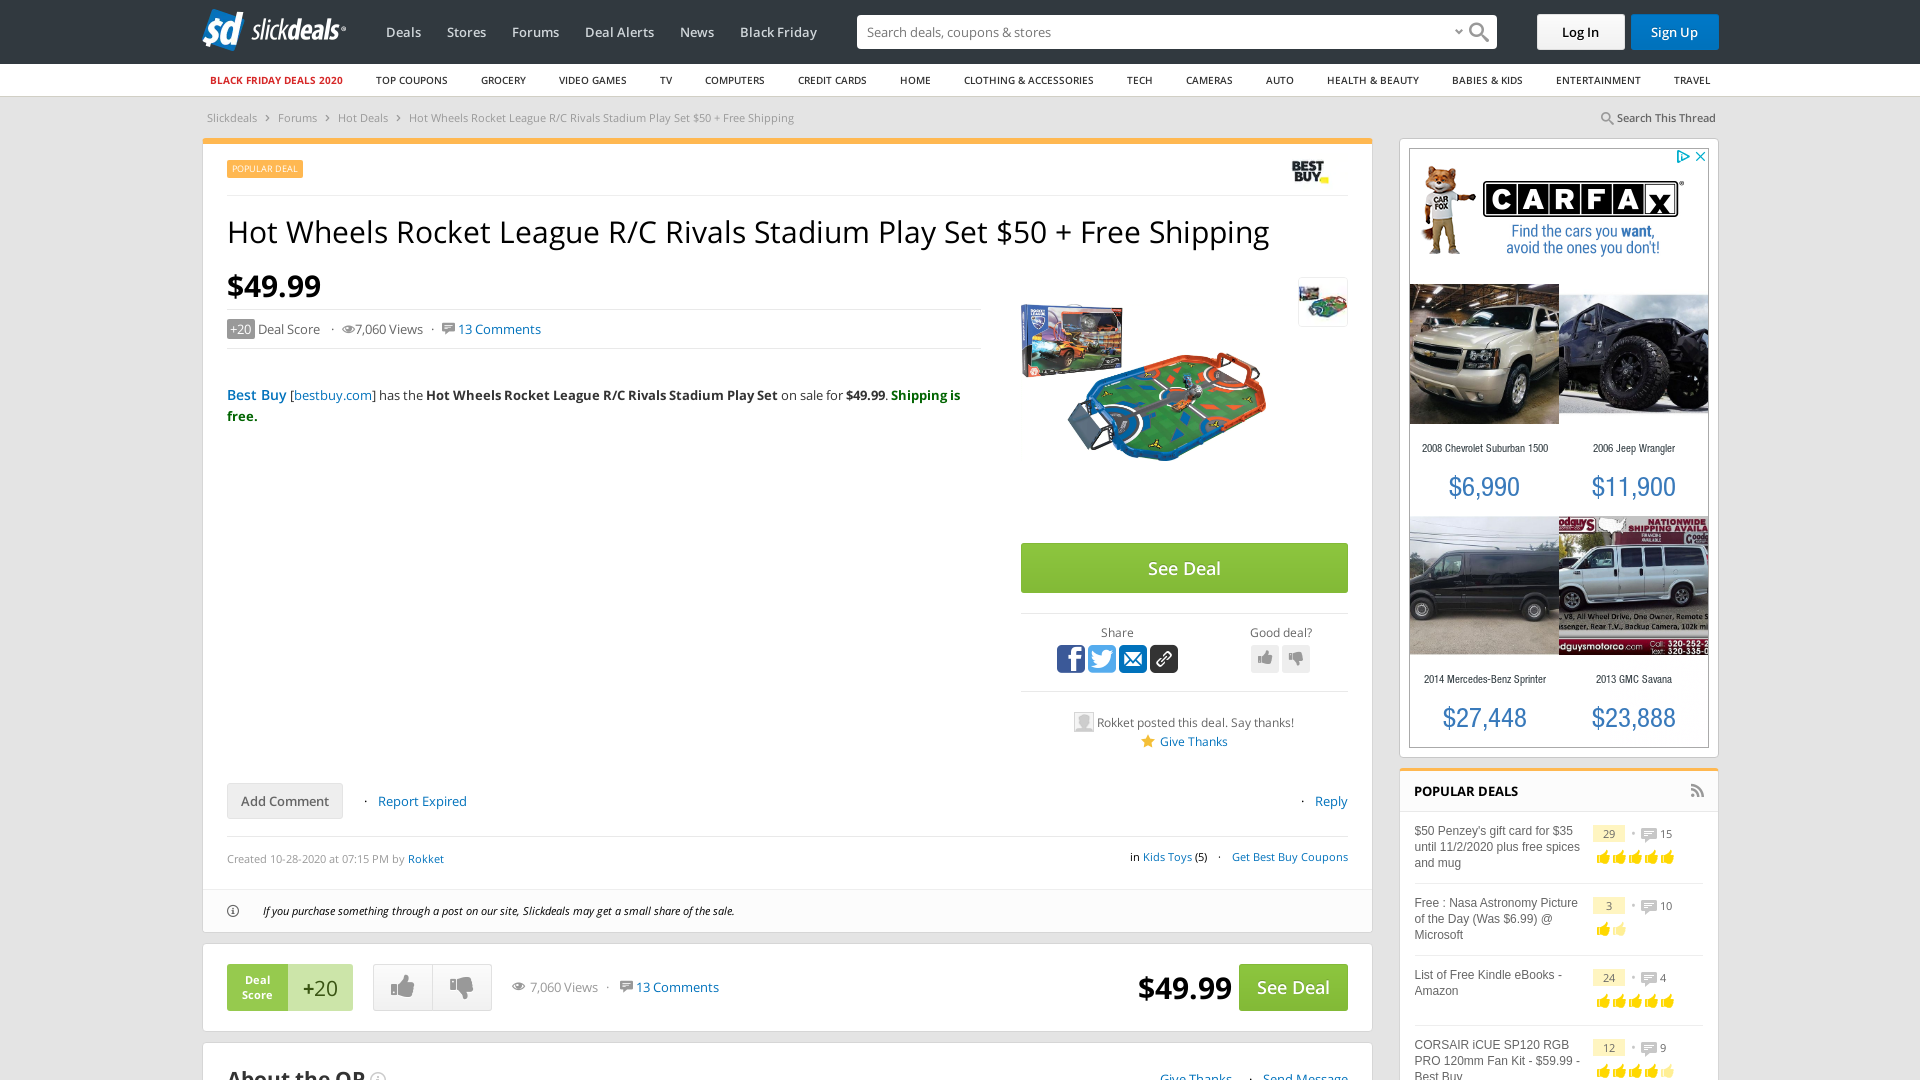 slickdeals
Deals
Stores
Forums
Deal Alerts
News
Black Friday
Search deals, coupons & stores
Log In
Sign Up
BLACK FRIDAY DEALS 2020
TOP COUPONS
GROCERY
VIDEO GAMES
TV
COMPUTERS
CREDIT CARDS
HOME
CLOTHING & ACCESSORIES
TECH
CAMERAS
AUTO
HEALTH & BEAUTY
BABIES & KIDS
ENTERTAINMENT
TRAVEL
Slickdeals › Forums › Hot Deals › Hot Wheels Rocket League R/C Rivals Stadium Play Set $50 + Free Shipping
Search This Thread
POPULAR DEAL
BEST
BUY
Hot Wheels Rocket League R/C Rivals Stadium Play Set $50 + Free Shipping
$49.99
+20 Deal Score · 7,060 Views · 13 Comments
Best Buy [bestbuy.com] has the Hot Wheels Rocket League R/C Rivals Stadium Play Set on sale for $49.99. Shipping is
free.
See Deal
Share
Good deal?
Rokket posted this deal. Say thanks!
Give Thanks
Add Comment
· Report Expired
· Reply
Created 10-28-2020 at 07:15 PM by Rokket
in Kids Toys (5) · Get Best Buy Coupons
If you purchase something through a post on our site, Slickdeals may get a small share of the sale.
Deal
Score
+20
7,060 Views · 13 Comments
$49.99
See Deal
About the OP
Give Thanks · Send Message
CAR
FOX
CARFAX
Find the cars you want,
avoid the ones you don't!
2008 Chevrolet Suburban 1500
$6,990
2006 Jeep Wrangler
$11,900
2014 Mercedes-Benz Sprinter
$27,448
NATIONWIDE
2013 GMC Savana
$23,888
POPULAR DEALS
$50 Penzey's gift card for $35
until 11/2/2020 plus free spices
and mug
29 • 15
Free : Nasa Astronomy Picture
of the Day (Was $6.99) @
Microsoft
3 • 10
List of Free Kindle eBooks -
Amazon
24 • 4
CORSAIR iCUE SP120 RGB
PRO 120mm Fan Kit - $59.99 -
Best Buy
12 • 9